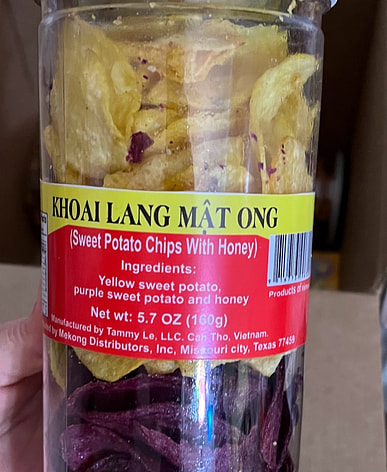 KHOAI LANG MẬT ONG
(Sweet Potato Chips With Honey)
Ingredients:
Yellow sweet potato,
purple sweet potato and honey
Products of
Net wt: 5.7 OZ (160g)
Manufactured by Tammy Le, LLC. Can Tho, Vietnam.
by Mekong Distributors, Inc, Missouri city, Texas 77459